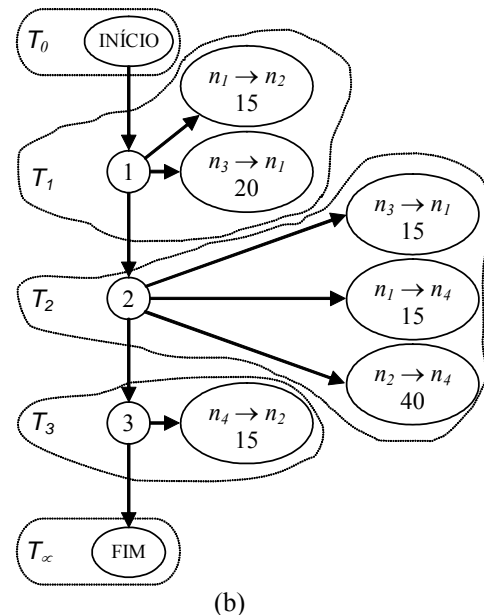 T₀
INÍCIO
n₁ → n₂
15
T₁
1
n₃ → n₁
20
n₃ → n₁
15
T₂
2
n₁ → n₄
15
n₂ → n₄
40
T₃
3
n₄ → n₂
15
T∝
FIM
(b)